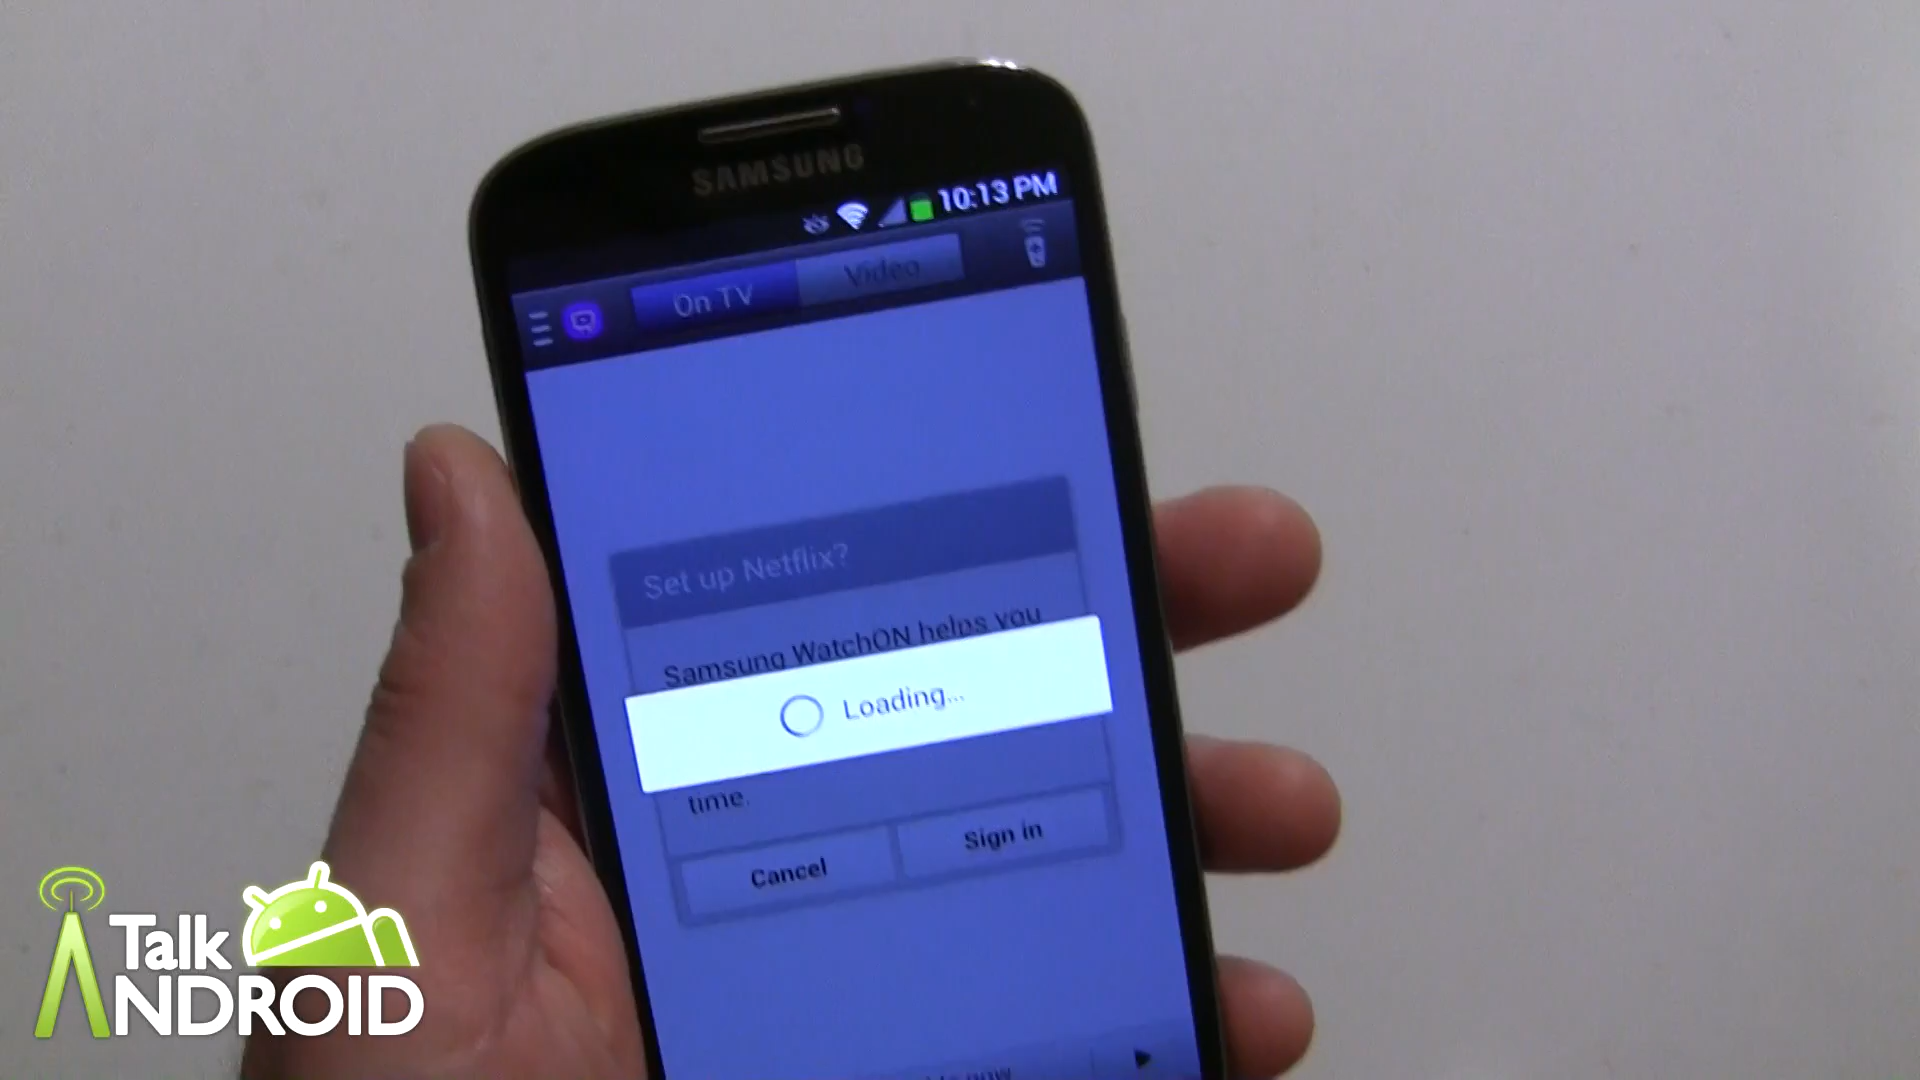 SAMSUNG
10:13 PM
On TV
Video
Set up Netflix?
Samsung WatchON helps you
Loading...
time.
Cancel
Sign in
now
Talk
ANDROID